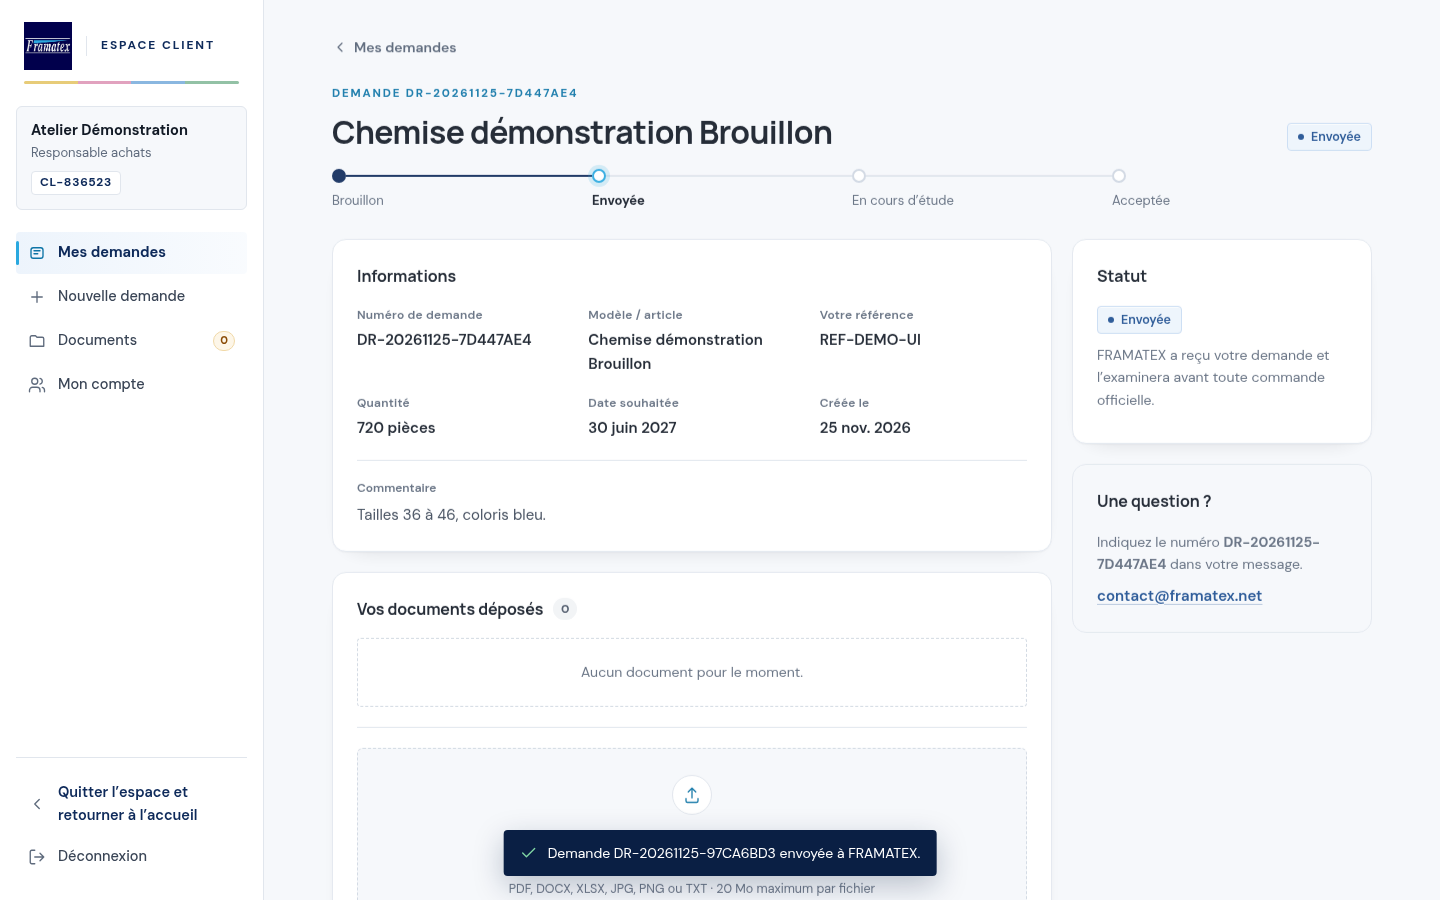 Framatex
ESPACE CLIENT
Atelier Démonstration
Responsable achats
CL-836523
Mes demandes
Nouvelle demande
Documents
0
Mon compte
Quitter l’espace et
retourner à l’accueil
Déconnexion
Mes demandes
DEMANDE DR-20261125-7D447AE4
Chemise démonstration Brouillon
Envoyée
Brouillon
Envoyée
En cours d’étude
Acceptée
Informations
Numéro de demande
DR-20261125-7D447AE4
Modèle / article
Chemise démonstration
Brouillon
Votre référence
REF-DEMO-UI
Quantité
720 pièces
Date souhaitée
30 juin 2027
Créée le
25 nov. 2026
Commentaire
Tailles 36 à 46, coloris bleu.
Vos documents déposés
0
Aucun document pour le moment.
Demande DR-20261125-97CA6BD3 envoyée à FRAMATEX.
PDF, DOCX, XLSX, JPG, PNG ou TXT · 20 Mo maximum par fichier
Statut
Envoyée
FRAMATEX a reçu votre demande et
l’examinera avant toute commande
officielle.
Une question ?
Indiquez le numéro DR-20261125-
7D447AE4 dans votre message.
contact@framatex.net